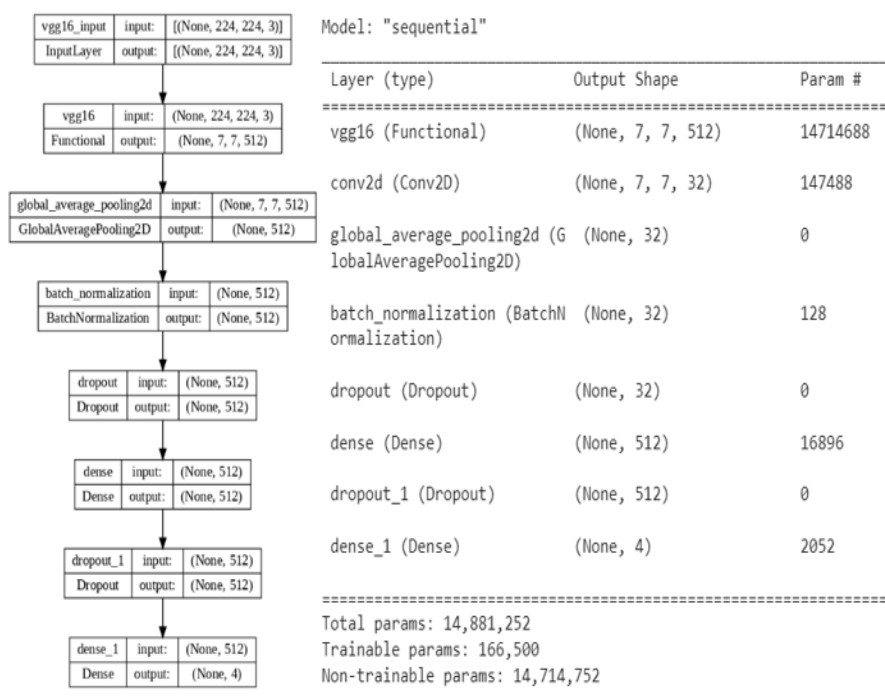 vgg16_input input: [(None, 224, 224, 3)]
InputLayer output: [(None, 224, 224, 3)]
vgg16 input: (None, 224, 224, 3)
Functional output: (None, 7, 7, 512)
global_average_pooling2d input: (None, 7, 7, 512)
GlobalAveragePooling2D output: (None, 512)
batch_normalization input: (None, 512)
BatchNormalization output: (None, 512)
dropout input: (None, 512)
Dropout output: (None, 512)
dense input: (None, 512)
Dense output: (None, 512)
dropout_1 input: (None, 512)
Dropout output: (None, 512)
dense_1 input: (None, 512)
Dense output: (None, 4)
Model: "sequential"
Layer (type) Output Shape Param #
vgg16 (Functional) (None, 7, 7, 512) 14714688
conv2d (Conv2D) (None, 7, 7, 32) 147488
global_average_pooling2d (G (None, 32) 0
lobalAveragePooling2D)
batch_normalization (BatchN (None, 32) 128
ormalization)
dropout (Dropout) (None, 32) 0
dense (Dense) (None, 512) 16896
dropout_1 (Dropout) (None, 512) 0
dense_1 (Dense) (None, 4) 2052
Total params: 14,881,252
Trainable params: 166,500
Non-trainable params: 14,714,752